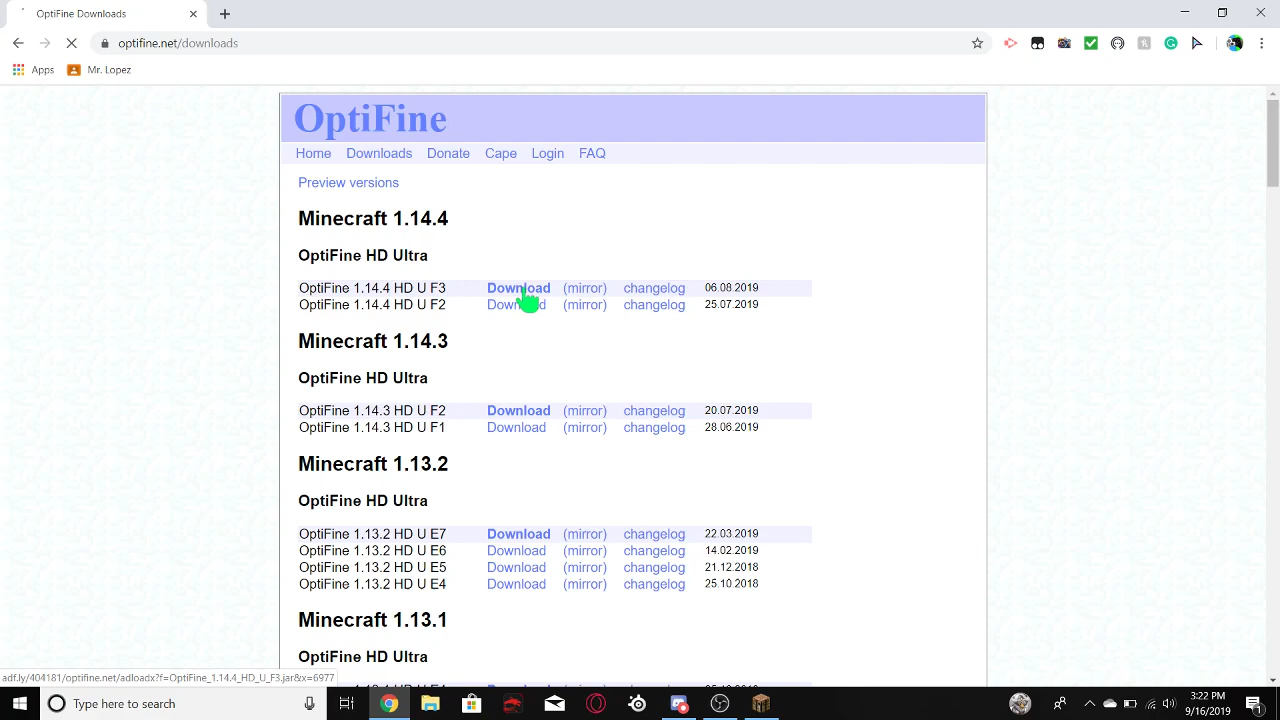 OptiFine Downloads
optifine.net/downloads
Apps Mr. Lopez
OptiFine
Home Downloads Donate Cape Login FAQ
Preview versions
Minecraft 1.14.4
OptiFine HD Ultra
OptiFine 1.14.4 HD U F3 Download (mirror) changelog 06.08.2019
OptiFine 1.14.4 HD U F2 Download (mirror) changelog 25.07.2019
Minecraft 1.14.3
OptiFine HD Ultra
OptiFine 1.14.3 HD U F2 Download (mirror) changelog 20.07.2019
OptiFine 1.14.3 HD U F1 Download (mirror) changelog 28.06.2019
Minecraft 1.13.2
OptiFine HD Ultra
OptiFine 1.13.2 HD U E7 Download (mirror) changelog 22.03.2019
OptiFine 1.13.2 HD U E6 Download (mirror) changelog 14.02.2019
OptiFine 1.13.2 HD U E5 Download (mirror) changelog 21.12.2018
OptiFine 1.13.2 HD U E4 Download (mirror) changelog 25.10.2018
Minecraft 1.13.1
OptiFine HD Ultra
adf.ly/404181/optifine.net/adloadx?f=OptiFine_1.14.4_HD_U_F3.jar&x=6977
Type here to search
3:22 PM
9/16/2019